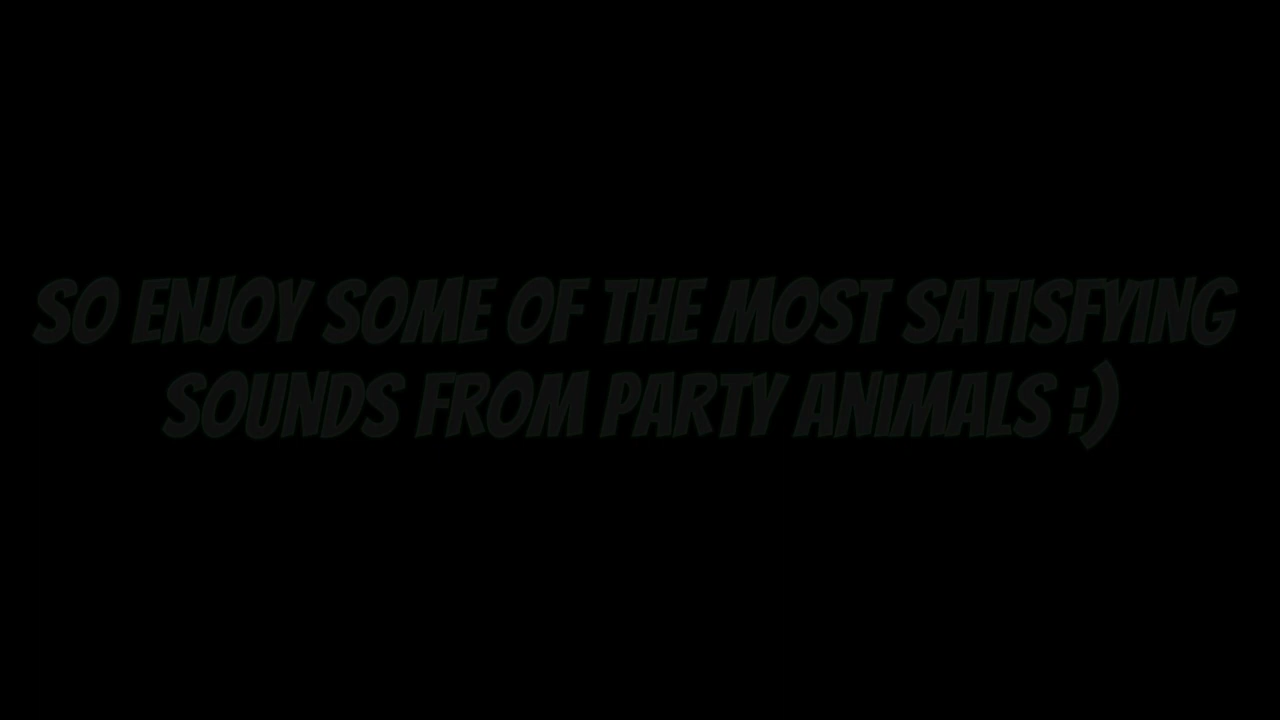 SO ENJOY SOME OF THE MOST SATISFYING
SOUNDS FROM PARTY ANIMALS :)